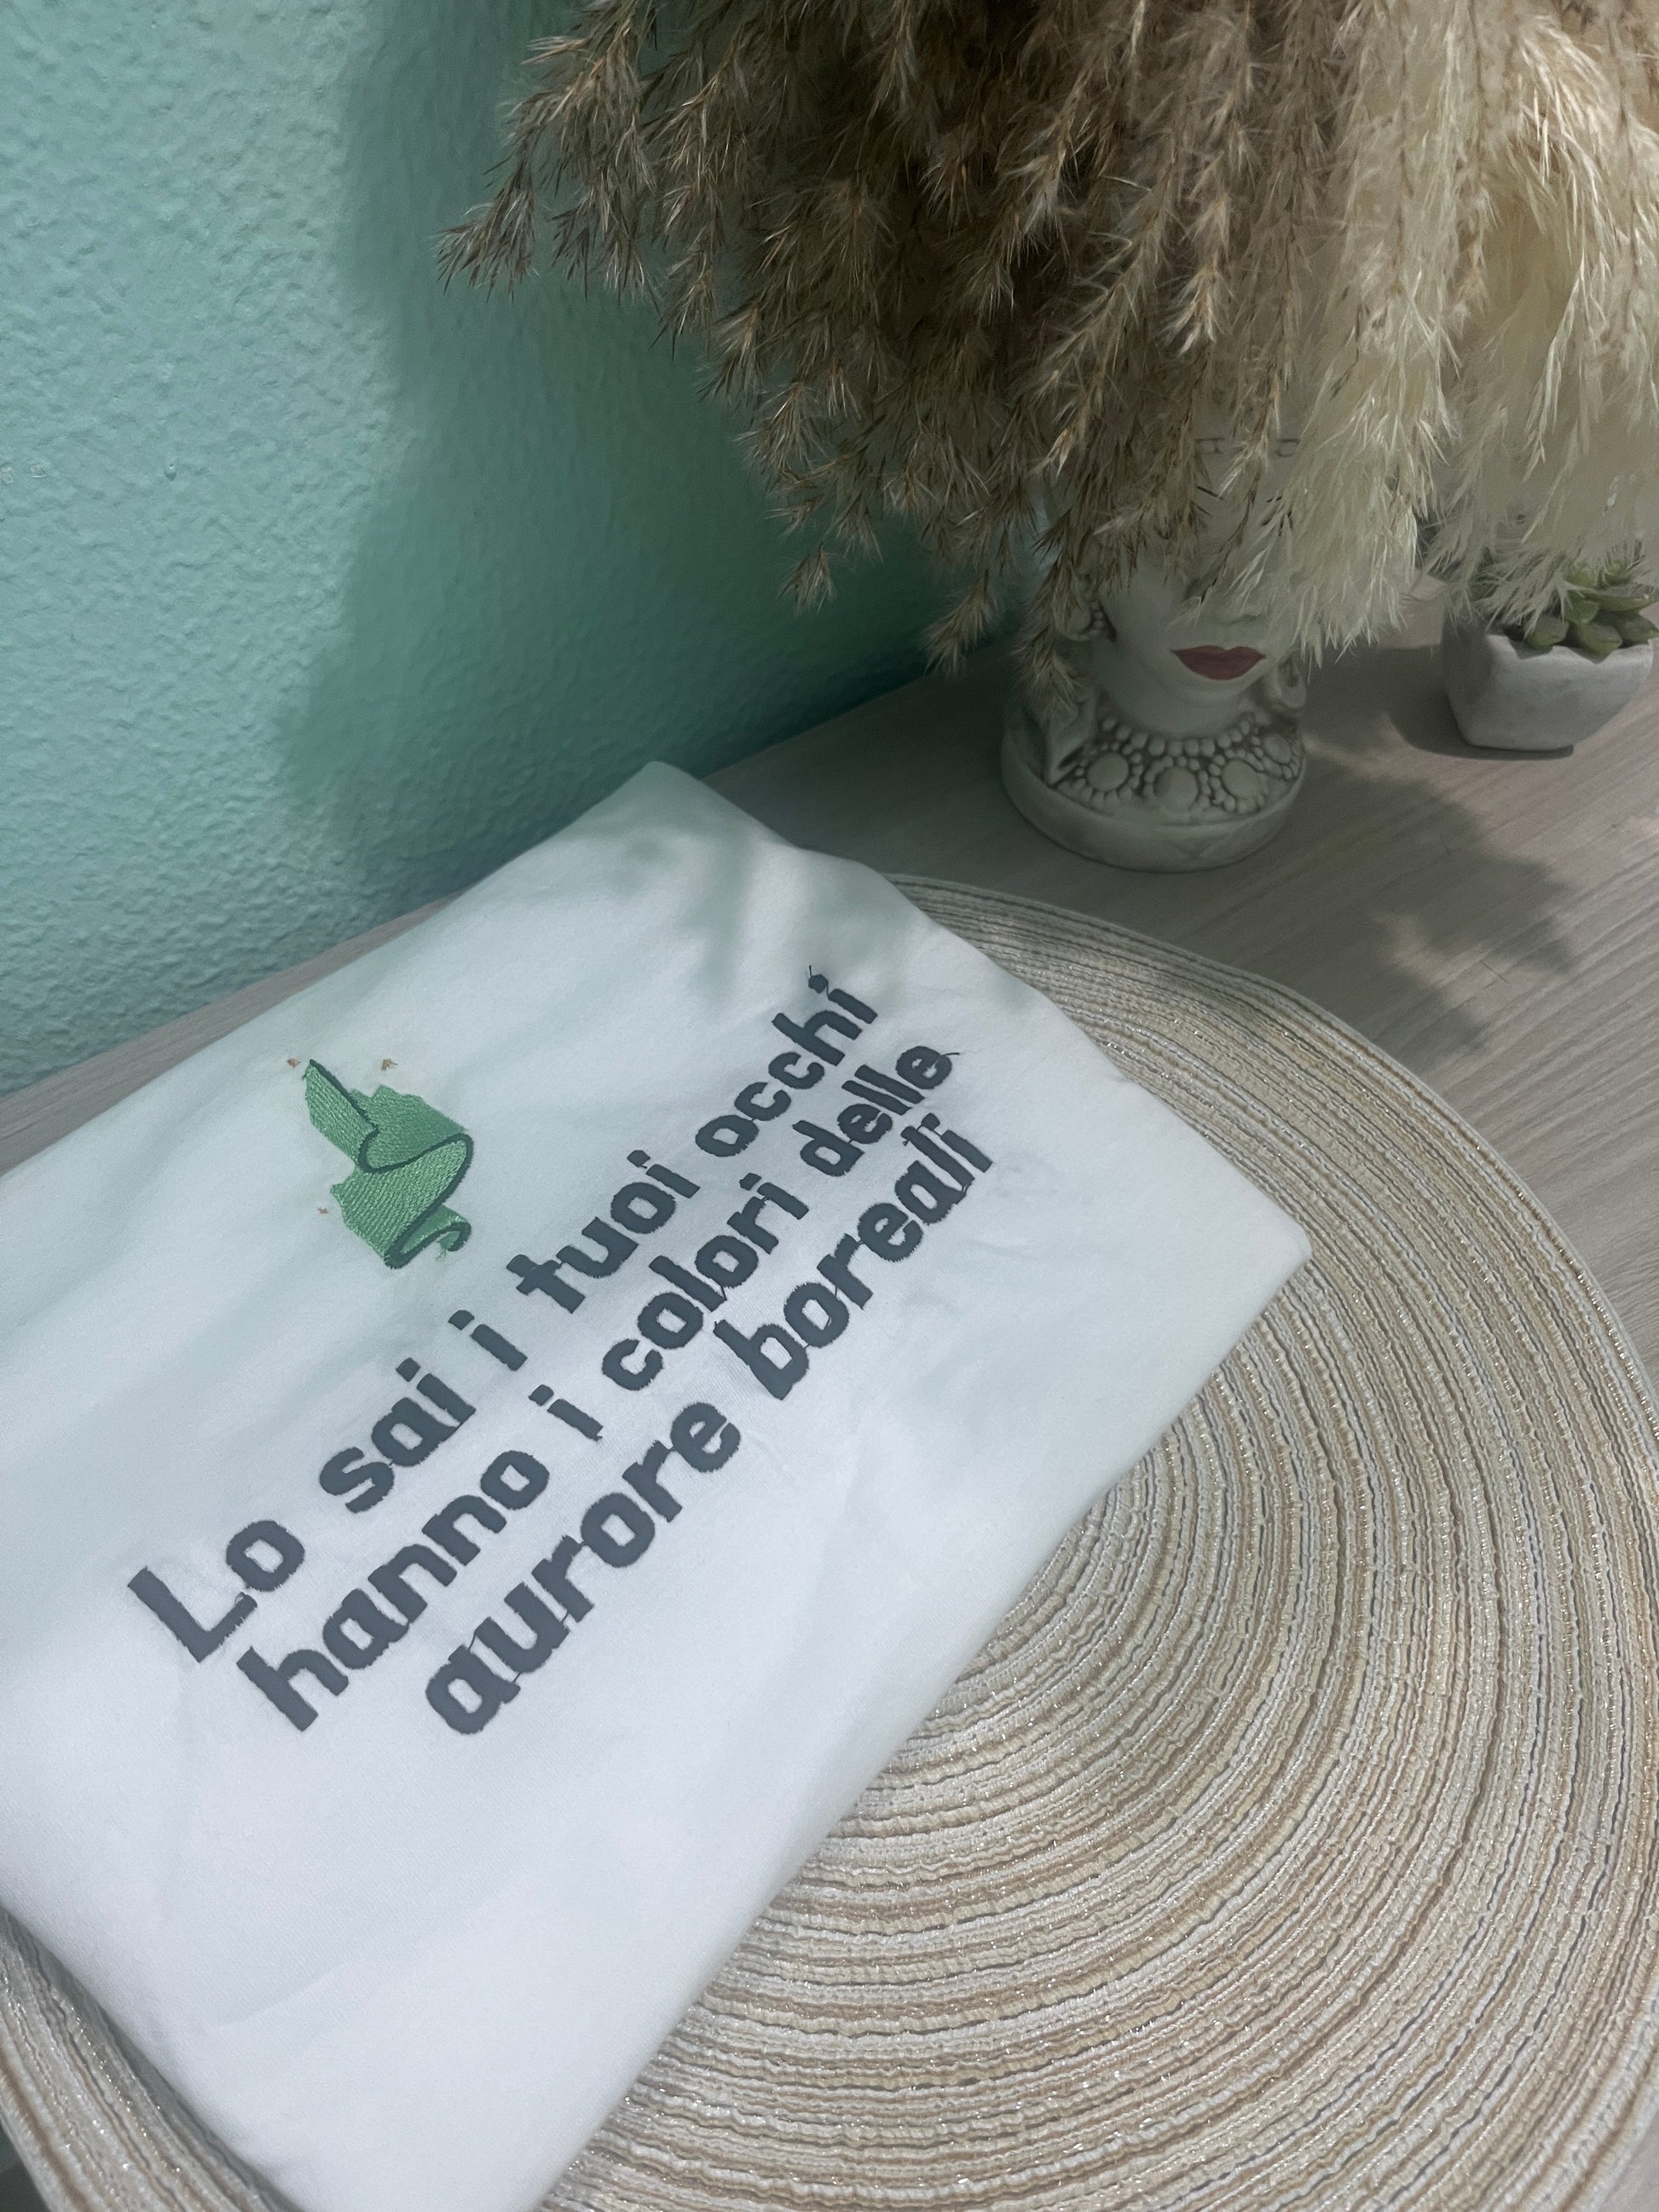 Lo sai i tuoi occhi
hanno i colori delle
aurore boreali